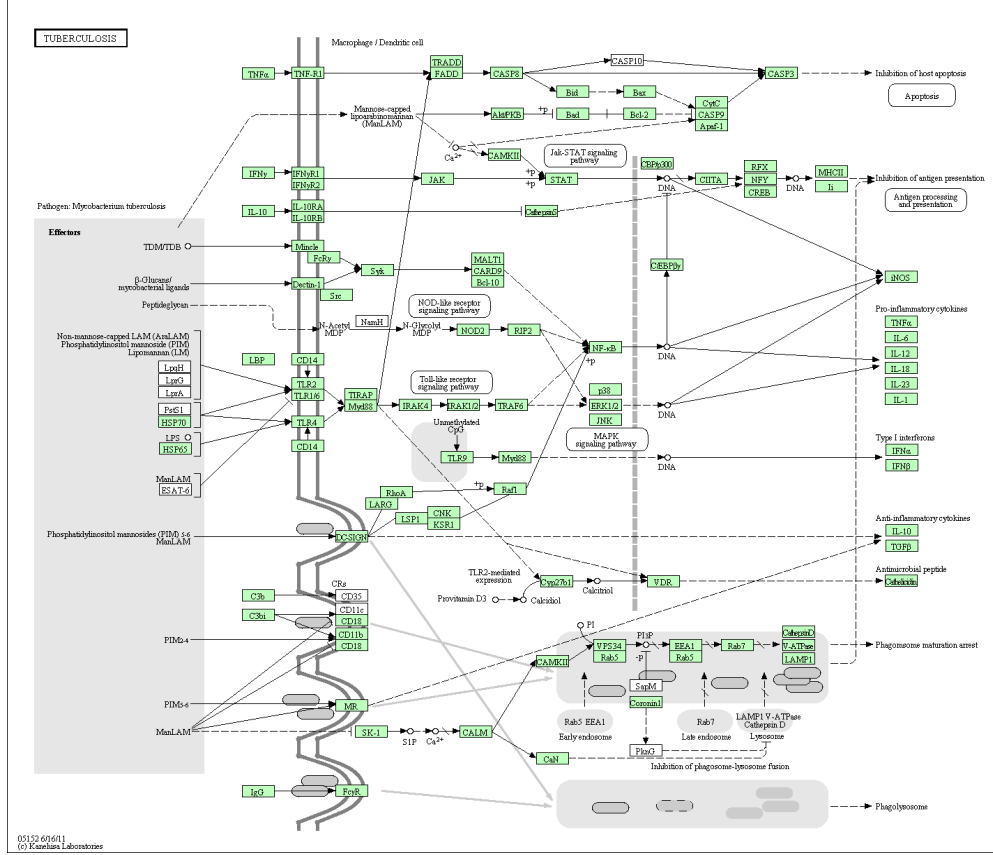 TUBERCULOSIS
Macrophage / Dendritic cell
TNFα
TNF-R1
TRADD
FADD
CASP8
CASP10
CASP3
Inhibition of host apoptosis
Bid
Bax
Apoptosis
Mannose-capped
lipoarabinomannan
(ManLAM)
Akt/PKB
+p
Bad
Bcl-2
CytC
CASP9
Apaf-1
Ca2+
CAMKII
Jak-STAT signaling
pathway
IFNγ
IFNγR1
IFNγR2
JAK
+p
+p
STAT
CBP/p300
DNA
CIITA
RFX
NFY
CREB
DNA
MHCII
Ii
Inhibition of antigen presentation
Antigen processing
and presentation
Pathogen: Mycobacterium tuberculosis
IL-10
IL-10RA
IL-10RB
CathepsinS
Effectors
TDM/TDB
Mincle
FcRγ
Syk
MALT1
CARD9
Bcl-10
C/EBPβγ
iNOS
β-Glucans/
mycobacterial ligands
Dectin-1
Src
Peptideglycan
N-Acetyl
MDP
NamH
N-Glycolyl
MDP
NOD-like receptor
signaling pathway
NOD2
RIP2
NF-κB
+p
DNA
Pro-inflammatory cytokines
TNFα
IL-6
IL-12
IL-18
IL-23
IL-1
Non-mannose-capped LAM (AraLAM)
Phosphatidylinositol mannoside (PIM)
Lipomannan (LM)
LpqH
LprG
LprA
PstS1
HSP70
LPS
HSP65
ManLAM
ESAT-6
LBP
CD14
TLR2
TLR1/6
TLR4
CD14
TIRAP
Myd88
Toll-like receptor
signaling pathway
IRAK4
IRAK1/2
TRAF6
p38
ERK1/2
JNK
DNA
MAPK
signaling pathway
Unmethylated
CpG
TLR9
Myd88
DNA
Type I interferons
IFNα
IFNβ
RhoA
LARG
+p
Raf1
LSP1
CNK
KSR1
Phosphatidylinositol mannosides (PIM) 5-6
ManLAM
DC-SIGN
Anti-inflammatory cytokines
IL-10
TGFβ
TLR2-mediated
expression
Cyp27b1
Provitamin D3
Calcidiol
Calcitriol
VDR
Antimicrobial peptide
Cathelicidin
CRs
C3b
CD35
C3bi
CD11c
CD18
CD11b
CD18
PIM2-4
PI
CAMKII
VPS34
Rab5
PI3P
-p
EEA1
Rab5
Rab7
CathepsinD
V-ATPase
LAMP1
Phagomsome maturation arrest
SapM
Coronin1
PIM5-6
MR
ManLAM
SK-1
S1P
Ca2+
CALM
CaN
Rab5 EEA1
Early endosome
Rab7
Late endosome
LAMP1 V-ATPase
Cathepsin D
Lysosome
PknG
Inhibition of phagosome-lysosome fusion
IgG
FcγR
Phagolysosome
05152 6/16/11
(c) Kanehisa Laboratories